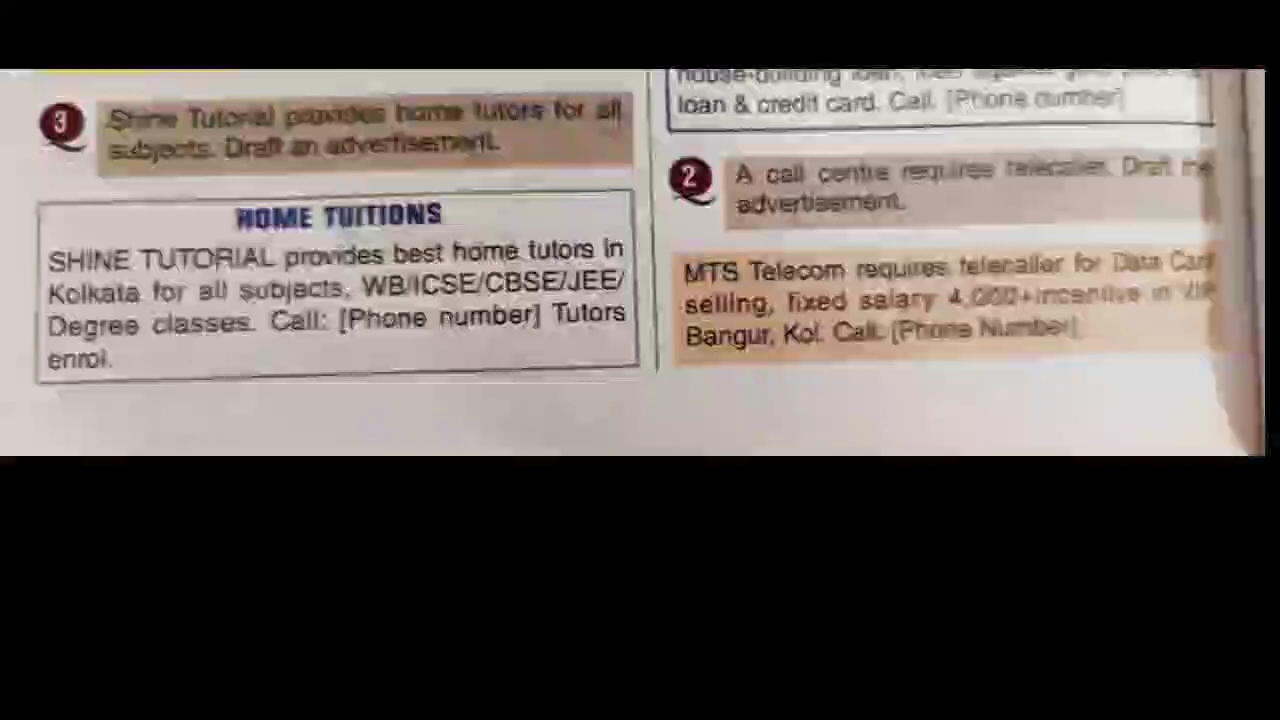 3
Shine Tutorial provides home tutors for all
subjects. Draft an advertisement.
HOME TUITIONS
SHINE TUTORIAL provides best home tutors in
Kolkata for all subjects, WB/ICSE/CBSE/JEE/
Degree classes. Call: [Phone number] Tutors
enrol.
house-building loan,
loan & credit card. Call. [Phone number]
2
A call centre requires telecaller. Draft the
advertisement.
MTS Telecom requires telecaller for Data Card
selling, fixed salary 4,000+incentive in VIP
Bangur, Kol. Call: [Phone Number]